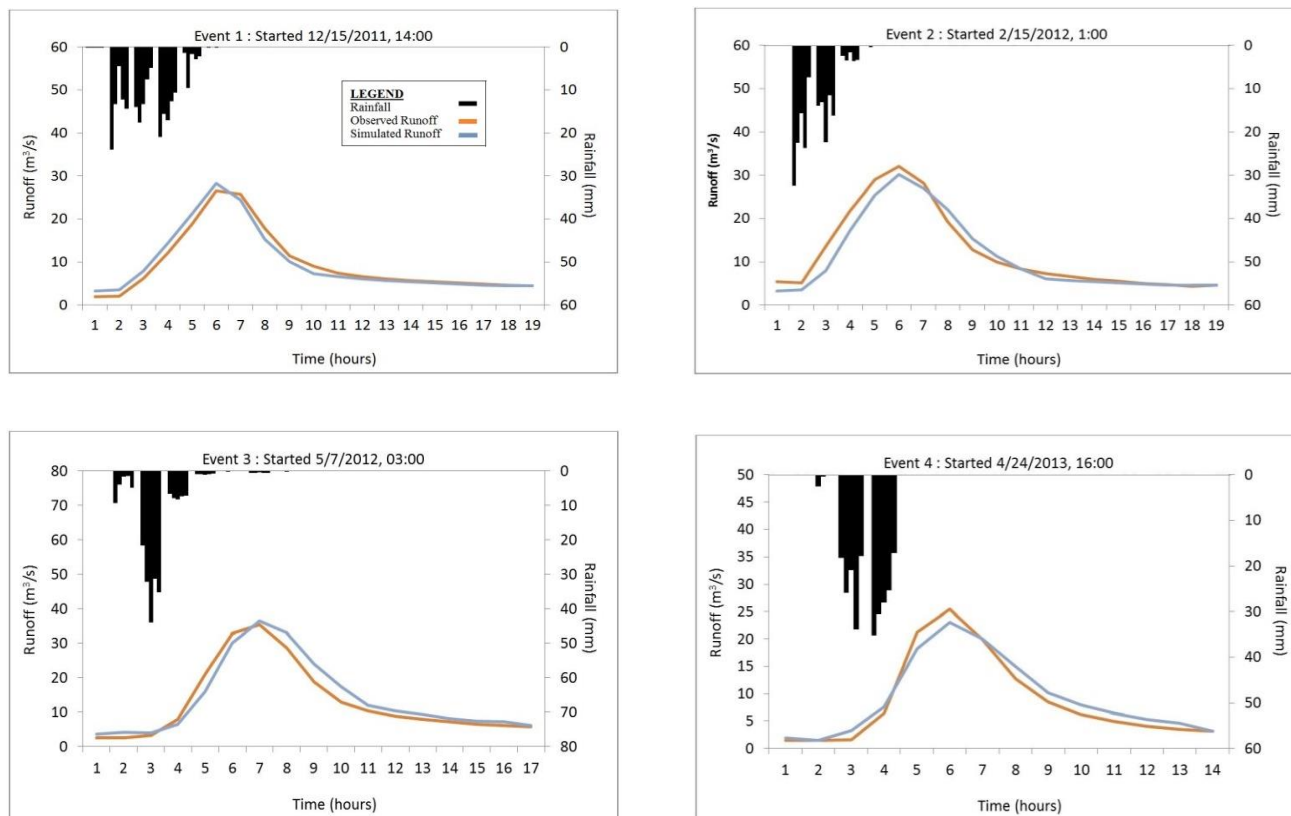 Event 1 : Started 12/15/2011, 14:00
60 50 40 30 20 10 0
Runoff (m³/s)
LEGEND
Rainfall
Observed Runoff
Simulated Runoff
0 10 20 30 40 50 60
Rainfall (mm)
1 2 3 4 5 6 7 8 9 10 11 12 13 14 15 16 17 18 19
Time (hours)
Event 2 : Started 2/15/2012, 1:00
60 50 40 30 20 10 0
Runoff (m³/s)
0 10 20 30 40 50 60
Rainfall (mm)
1 2 3 4 5 6 7 8 9 10 11 12 13 14 15 16 17 18 19
Time (hours)
Event 3 : Started 5/7/2012, 03:00
80 70 60 50 40 30 20 10 0
Runoff (m³/s)
0 10 20 30 40 50 60 70 80
Rainfall (mm)
1 2 3 4 5 6 7 8 9 10 11 12 13 14 15 16 17
Time (hours)
Event 4 : Started 4/24/2013, 16:00
50 45 40 35 30 25 20 15 10 5 0
Runoff (m³/s)
0 10 20 30 40 50 60
Rainfall (mm)
1 2 3 4 5 6 7 8 9 10 11 12 13 14
Time (hours)